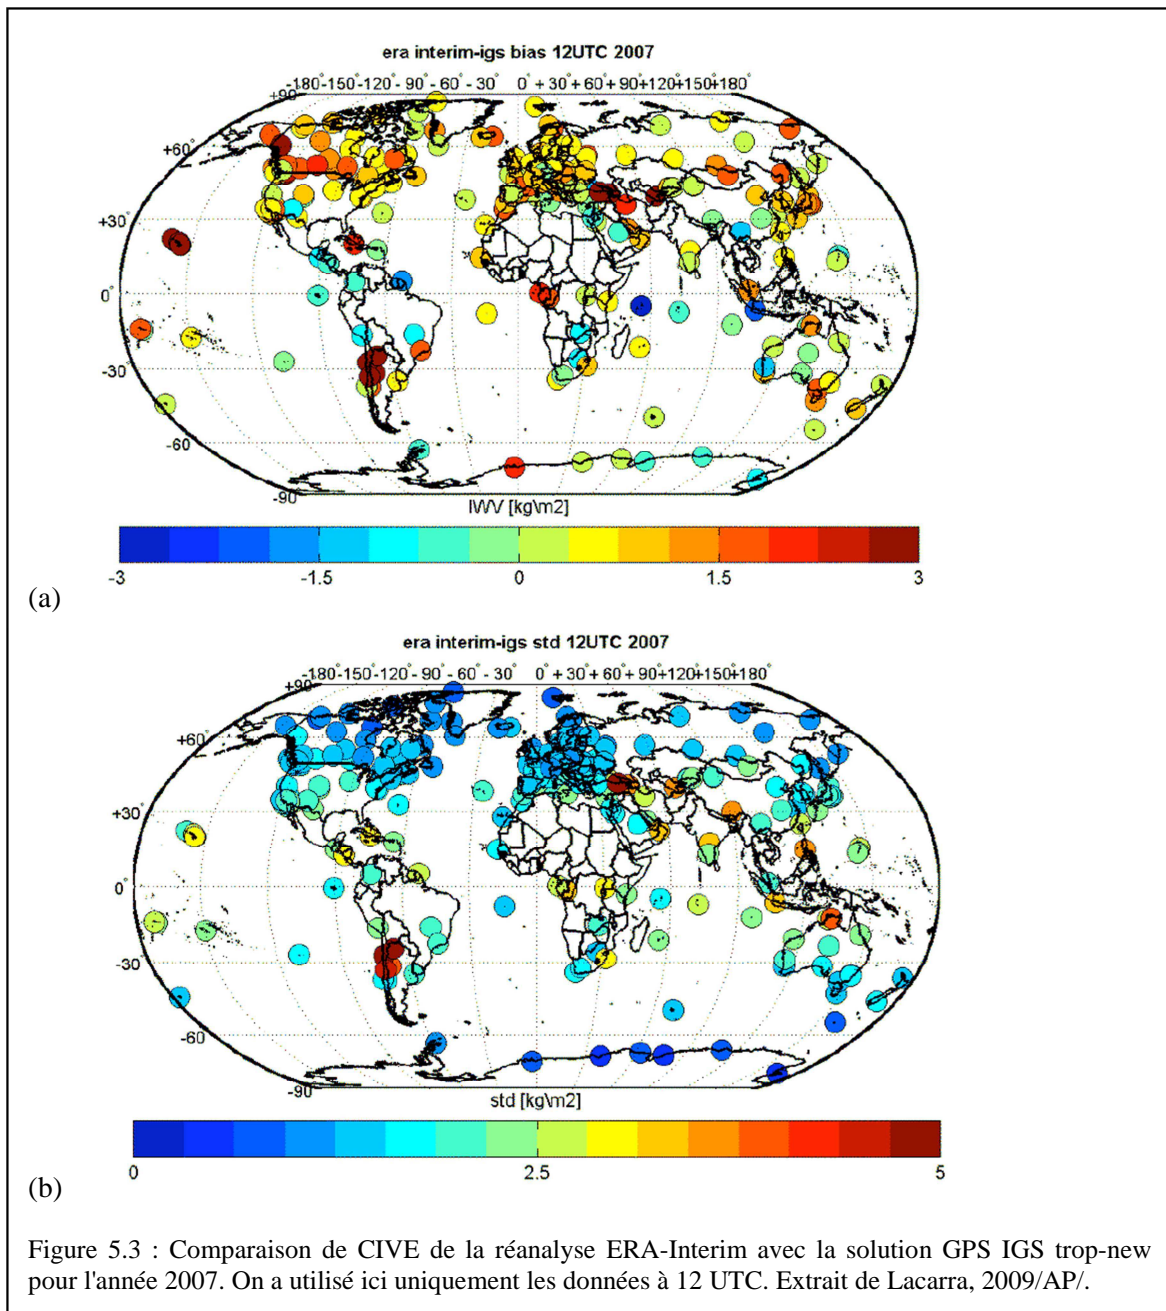 era interim-igs bias 12UTC 2007
-180°-150°-120°- 90°- 60°- 30° 0°+ 30°+ 60°+ 90°+120°+150°+180°
+90°
+60°
+30°
0°
-30°
-60
-90°
IWV [kg\m2]
-3 -1.5 0 1.5 3
(a)
era interim-igs std 12UTC 2007
-180°-150°-120°- 90°- 60°- 30° 0°+ 30°+ 60°+ 90°+120°+150°+180°
+90°
+60°
+30°
0°
-30°
-60
-90°
std [kg\m2]
0 2.5 5
(b)
Figure 5.3 : Comparaison de CIVE de la réanalyse ERA-Interim avec la solution GPS IGS trop-new
pour l'année 2007. On a utilisé ici uniquement les données à 12 UTC. Extrait de Lacarra, 2009/AP/.